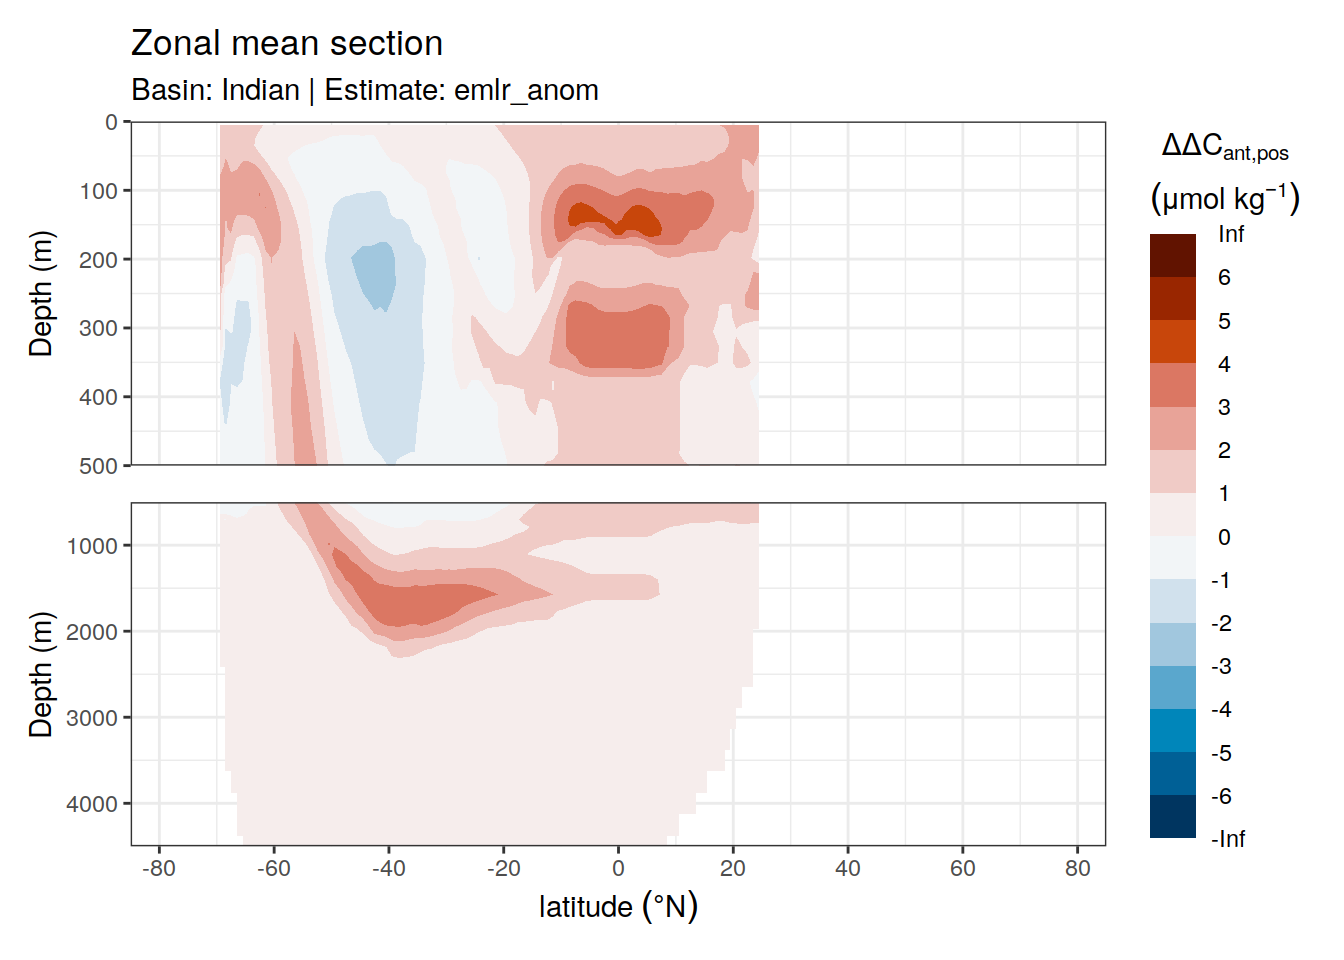 Zonal mean section
Basin: Indian | Estimate: emlr_anom
ΔΔC_ant,pos
(μmol kg⁻¹)
Inf
6
5
4
3
2
1
0
-1
-2
-3
-4
-5
-6
-Inf
Depth (m)
0
100
200
300
400
500
Depth (m)
1000
2000
3000
4000
-80 -60 -40 -20 0 20 40 60 80
latitude (°N)